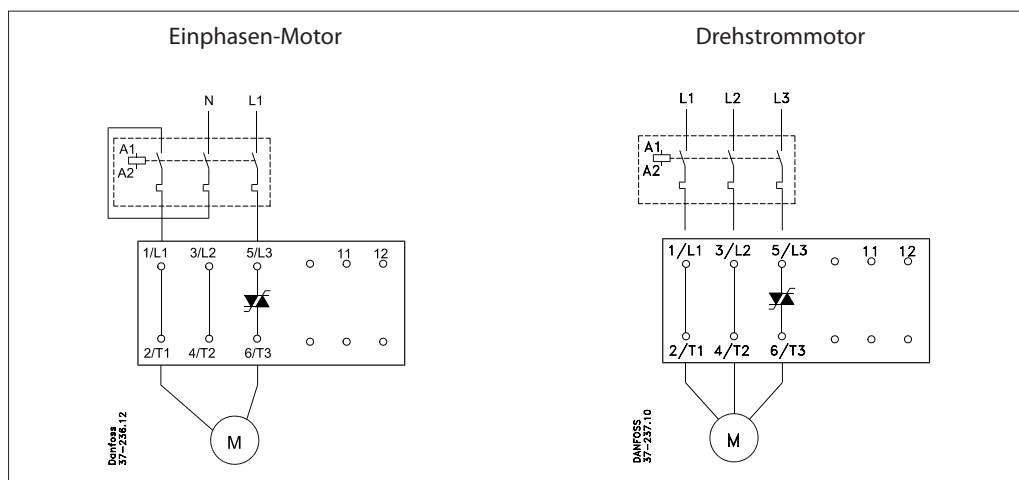 Einphasen-Motor
N L1
A1
A2
1/L1 3/L2 5/L3 11 12
2/T1 4/T2 6/T3
M
Danfoss
37-236.12
Drehstrommotor
L1 L2 L3
A1
A2
1/L1 3/L2 5/L3 11 12
2/T1 4/T2 6/T3
M
DANFOSS
37-237.10